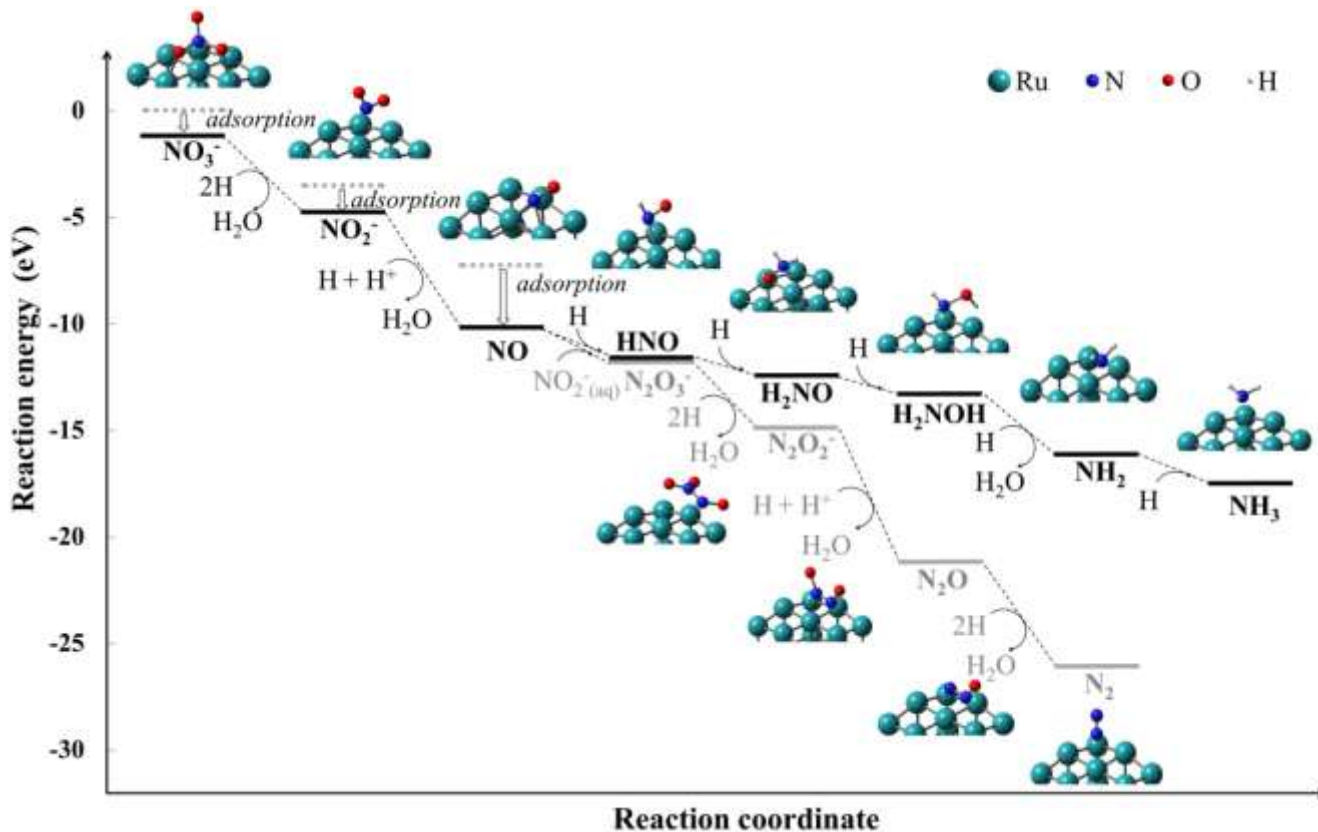 Ru N O H
0
-5
-10
-15
-20
-25
-30
Reaction energy (eV)
adsorption
NO₃⁻
2H
H₂O
adsorption
NO₂⁻
H + H⁺
H₂O
adsorption
NO
H
HNO
NO₂⁻(aq)
N₂O₃⁻
H
H₂NO
H
H₂NOH
H
H₂O
NH₂
H
NH₃
2H
H₂O
N₂O₂⁻
H + H⁺
H₂O
N₂O
2H
H₂O
N₂
Reaction coordinate